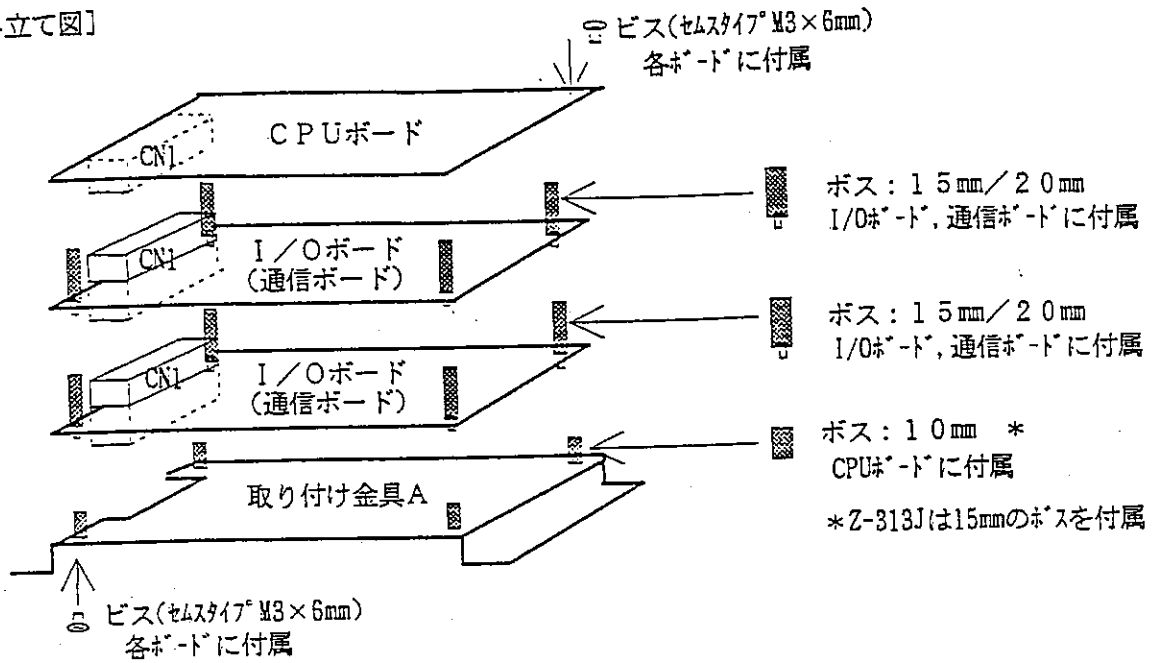 立て図]
ビス(ｾﾑｽﾀｲﾌﾟM3×6mm)
各ﾎﾞｰﾄﾞに付属
ＣＰＵボード
CN1
ボス：１５mm／２０mm
I/Oﾎﾞｰﾄﾞ,通信ﾎﾞｰﾄﾞに付属
CN1
Ｉ／Ｏボード
(通信ボード)
ボス：１５mm／２０mm
I/Oﾎﾞｰﾄﾞ,通信ﾎﾞｰﾄﾞに付属
CN1
Ｉ／Ｏボード
(通信ボード)
ボス：１０mm ＊
CPUﾎﾞｰﾄﾞに付属
取り付け金具A
＊Z-313Jは15mmのﾎﾞｽを付属
ビス(ｾﾑｽﾀｲﾌﾟM3×6mm)
各ﾎﾞｰﾄﾞに付属